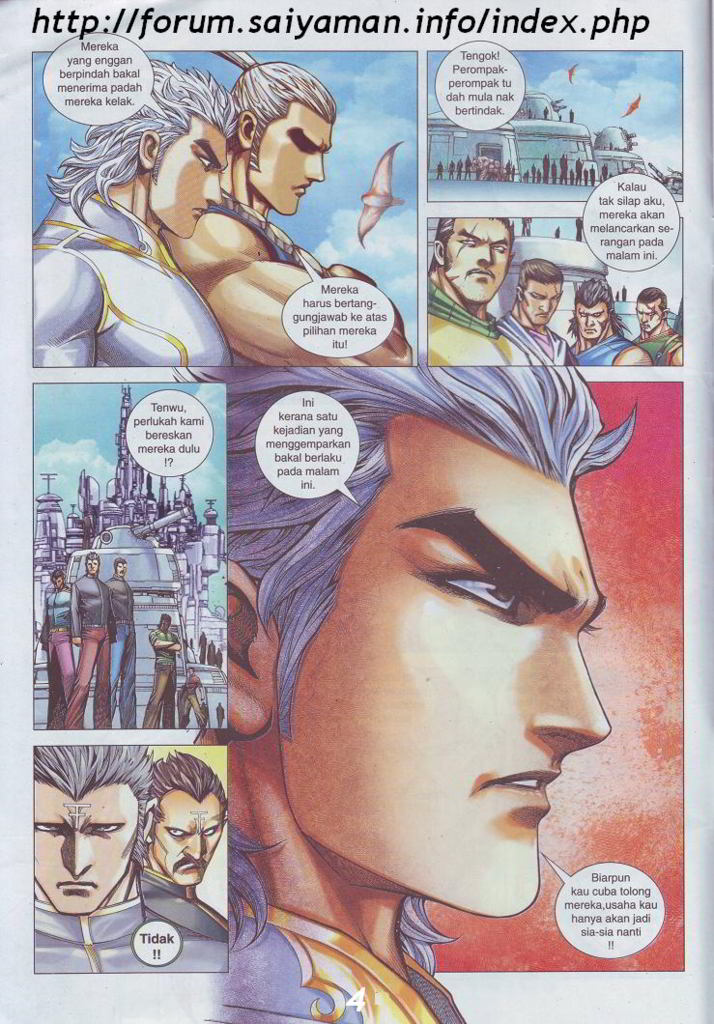 http://forum.saiyaman.info/index.php
Mereka
yang enggan
berpindah bakal
menerima padah
mereka kelak.
Mereka
harus bertang-
gungjawab ke atas
pilihan mereka
itu!
Tengok!
Perompak-
perompak tu
dah mula nak
bertindak.
Kalau
tak silap aku,
mereka akan
melancarkan se-
rangan pada
malam ini.
Tenwu,
perlukah kami
bereskan
mereka dulu
!?
Ini
kerana satu
kejadian yang
menggemparkan
bakal berlaku
pada malam
ini.
Tidak
!!
Biarpun
kau cuba tolong
mereka,usaha kau
hanya akan jadi
sia-sia nanti
!!
4